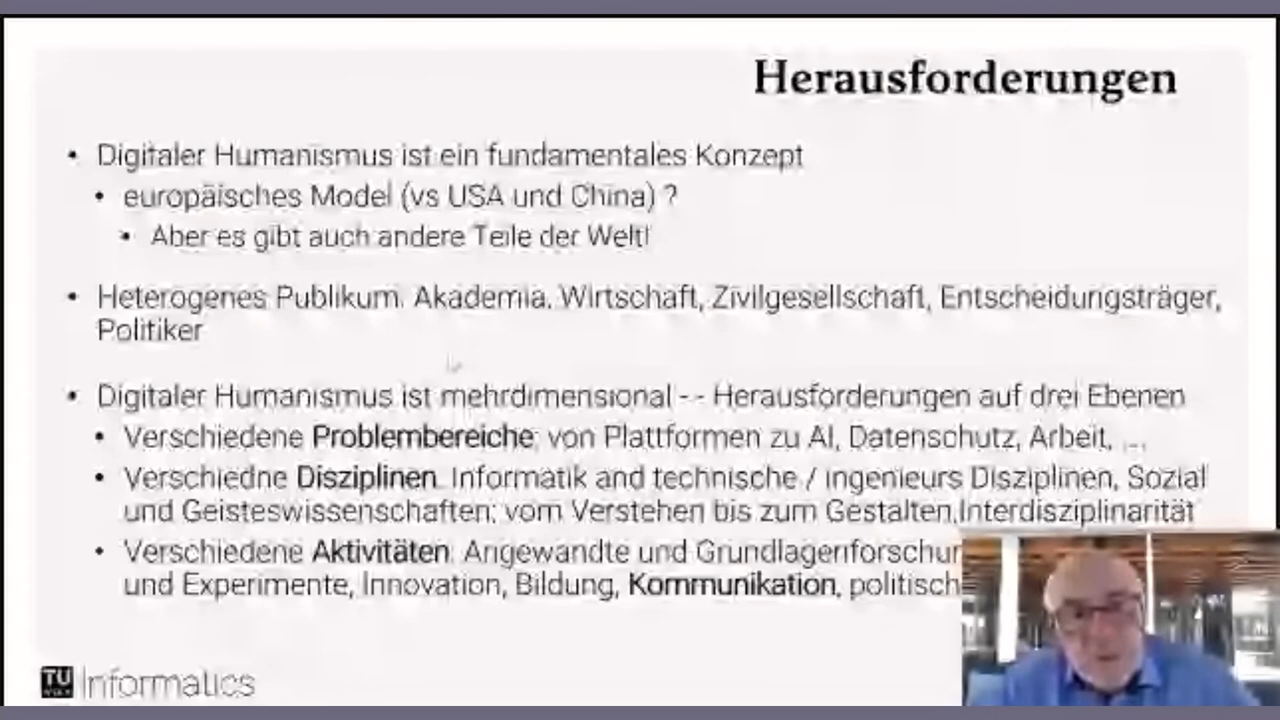 Herausforderungen
Digitaler Humanismus ist ein fundamentales Konzept
europäisches Model (vs USA und China) ?
Aber es gibt auch andere Teile der Welt!
Heterogenes Publikum: Akademia, Wirtschaft, Zivilgesellschaft, Entscheidungsträger,
Politiker
Digitaler Humanismus ist mehrdimensional -- Herausforderungen auf drei Ebenen
Verschiedene Problembereiche: von Plattformen zu AI, Datenschutz, Arbeit, ...
Verschiedne Disziplinen: Informatik and technische / ingenieurs Disziplinen, Sozial
und Geisteswissenschaften: vom Verstehen bis zum Gestalten,Interdisziplinarität
Verschiedene Aktivitäten: Angewandte und Grundlagenforschun
und Experimente, Innovation, Bildung, Kommunikation, politisch
TU
Informatics